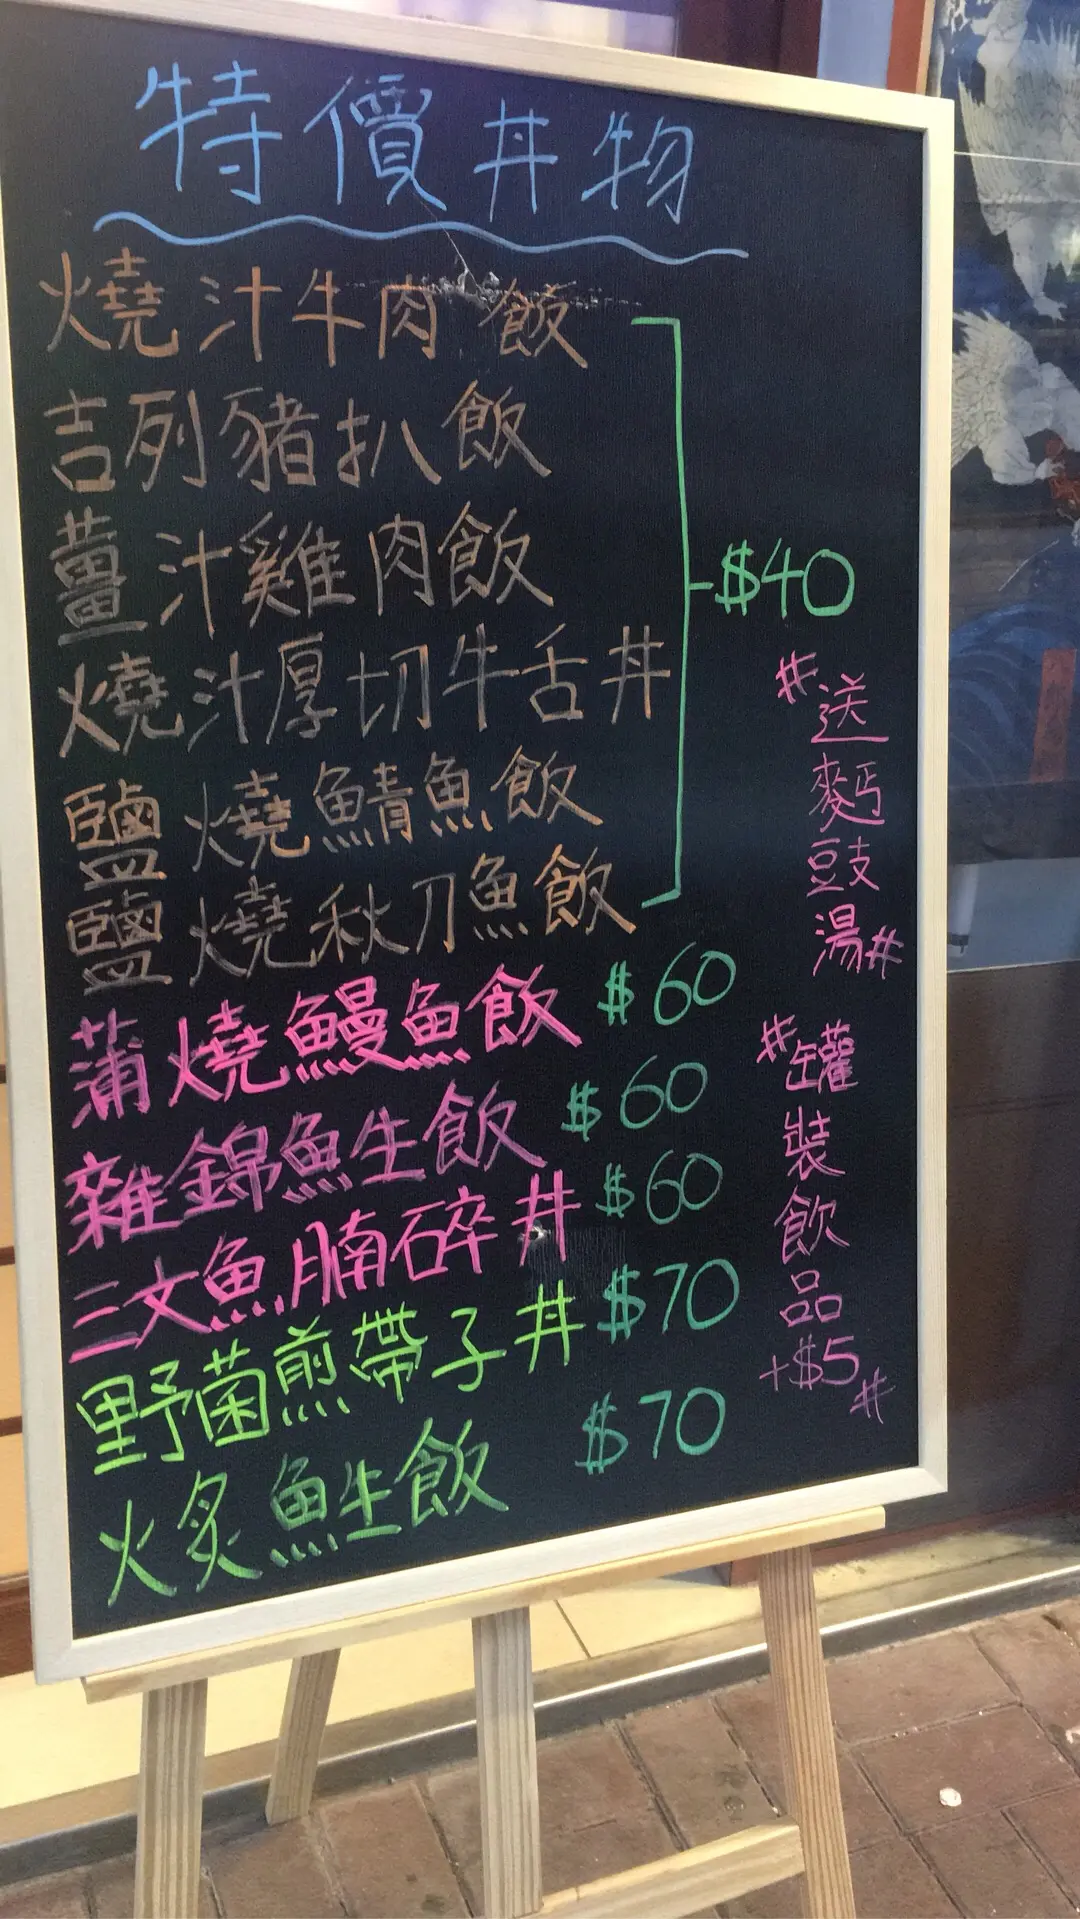 特價丼物
燒汁牛肉飯
吉列豬扒飯
薑汁雞肉飯
燒汁厚切牛舌丼
鹽燒鯖魚飯
鹽燒秋刀魚飯
-$40
蒲燒鰻魚飯 $60
雜錦魚生飯 $60
三文魚腩碎丼 $60
野菌煎帶子丼 $70
火炙魚生飯 $70
#送麵豉湯#
#罐裝飲品+$5#